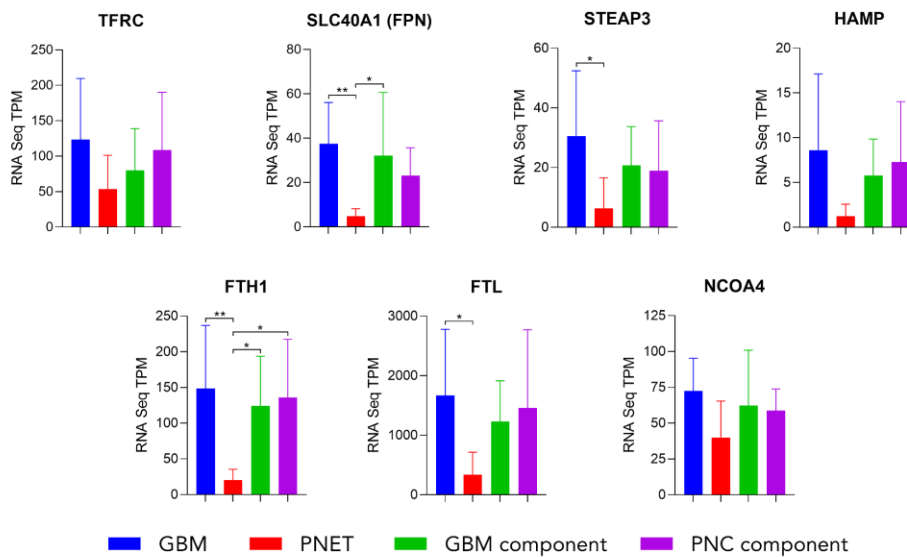 TFRC
RNA Seq TPM
250
200
150
100
50
0
SLC40A1 (FPN)
RNA Seq TPM
80
60
40
20
0
**
*
STEAP3
RNA Seq TPM
60
40
20
0
*
HAMP
RNA Seq TPM
20
15
10
5
0
FTH1
RNA Seq TPM
250
200
150
100
50
0
**
*
*
FTL
RNA Seq TPM
3000
2000
1000
0
*
NCOA4
RNA Seq TPM
125
100
75
50
25
0
GBM PNET GBM component PNC component